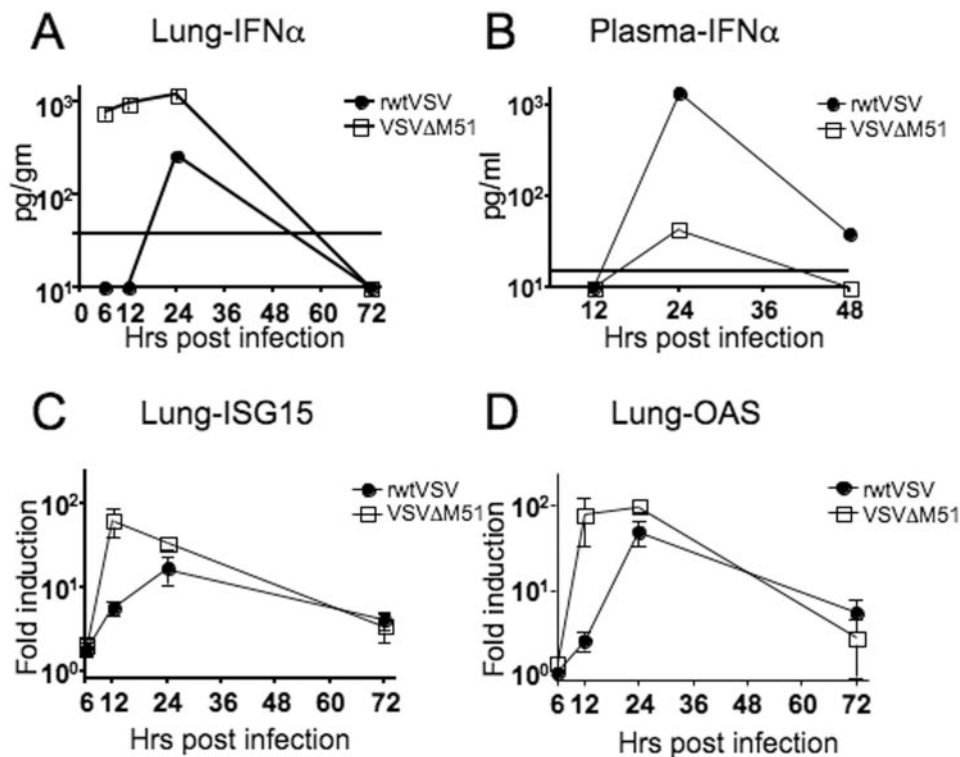 A Lung-IFNα
pg/gm
10³
10²
10¹
0 6 12 24 36 48 60 72
Hrs post infection
rwtVSV
VSVΔM51
B Plasma-IFNα
pg/ml
10³
10²
10¹
12 24 36 48
Hrs post infection
rwtVSV
VSVΔM51
C Lung-ISG15
Fold induction
10²
10¹
10⁰
6 12 24 36 48 60 72
Hrs post infection
rwtVSV
VSVΔM51
D Lung-OAS
Fold induction
10²
10¹
10⁰
6 12 24 36 48 60 72
Hrs post infection
rwtVSV
VSVΔM51